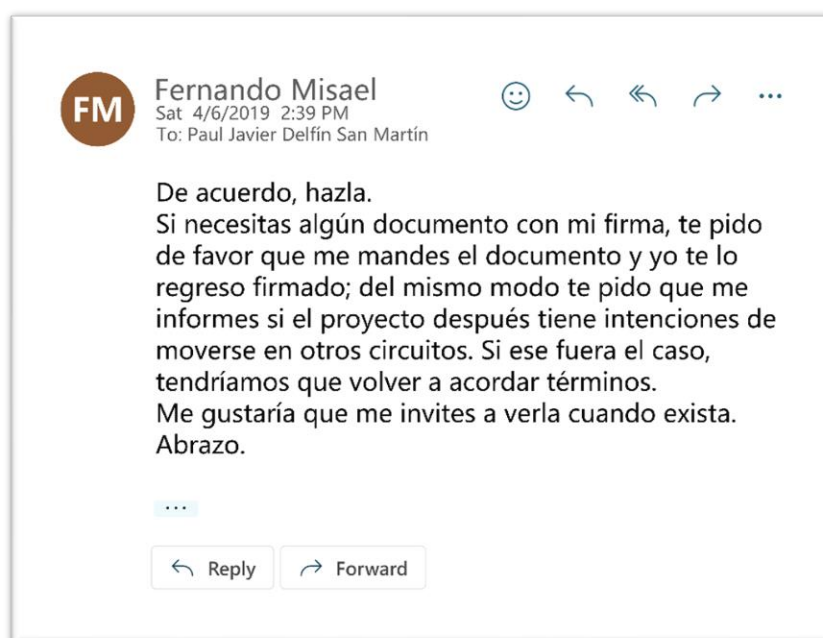 FM
Fernando Misael
Sat 4/6/2019 2:39 PM
To: Paul Javier Delfín San Martín
De acuerdo, hazla.
Si necesitas algún documento con mi firma, te pido
de favor que me mandes el documento y yo te lo
regreso firmado; del mismo modo te pido que me
informes si el proyecto después tiene intenciones de
moverse en otros circuitos. Si ese fuera el caso,
tendríamos que volver a acordar términos.
Me gustaría que me invites a verla cuando exista.
Abrazo.
Reply
Forward